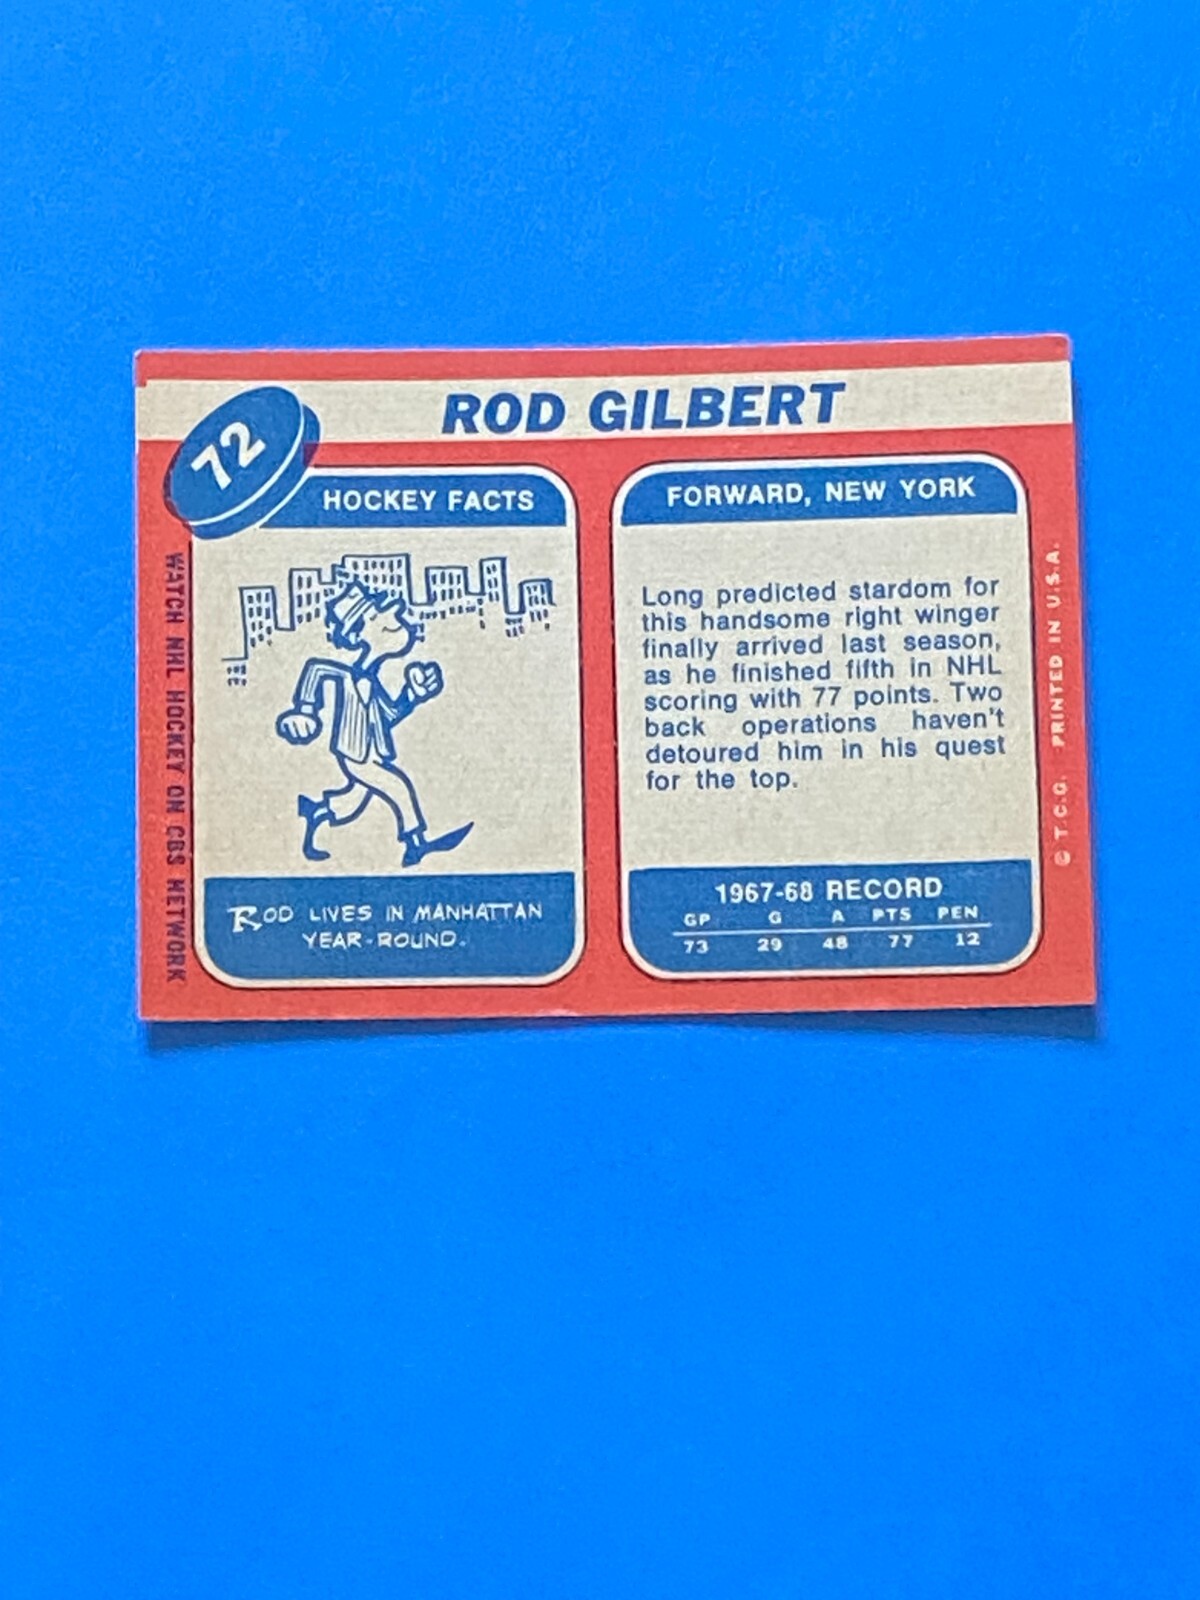 ROD GILBERT
72
HOCKEY FACTS
ROD LIVES IN MANHATTAN
YEAR-ROUND.
FORWARD, NEW YORK
Long predicted stardom for
this handsome right winger
finally arrived last season,
as he finished fifth in NHL
scoring with 77 points. Two
back operations haven't
detoured him in his quest
for the top.
1967-68 RECORD
GP G A PTS PEN
73 29 48 77 12
WATCH NHL HOCKEY ON CBS NETWORK
© T.C.G. PRINTED IN U.S.A.